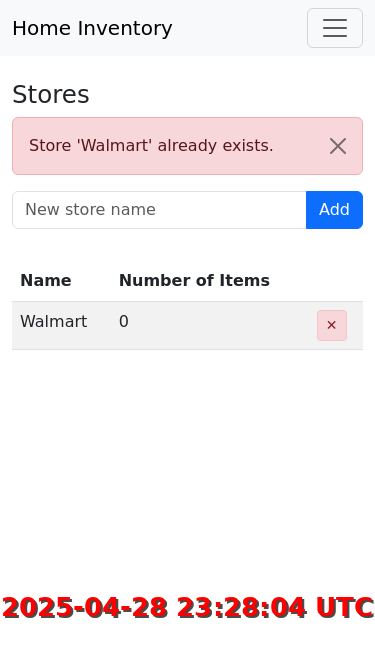 Home Inventory
Stores
Store 'Walmart' already exists.
New store name Add
Name Number of Items
Walmart 0 ×
2025-04-28 23:28:04 UTC